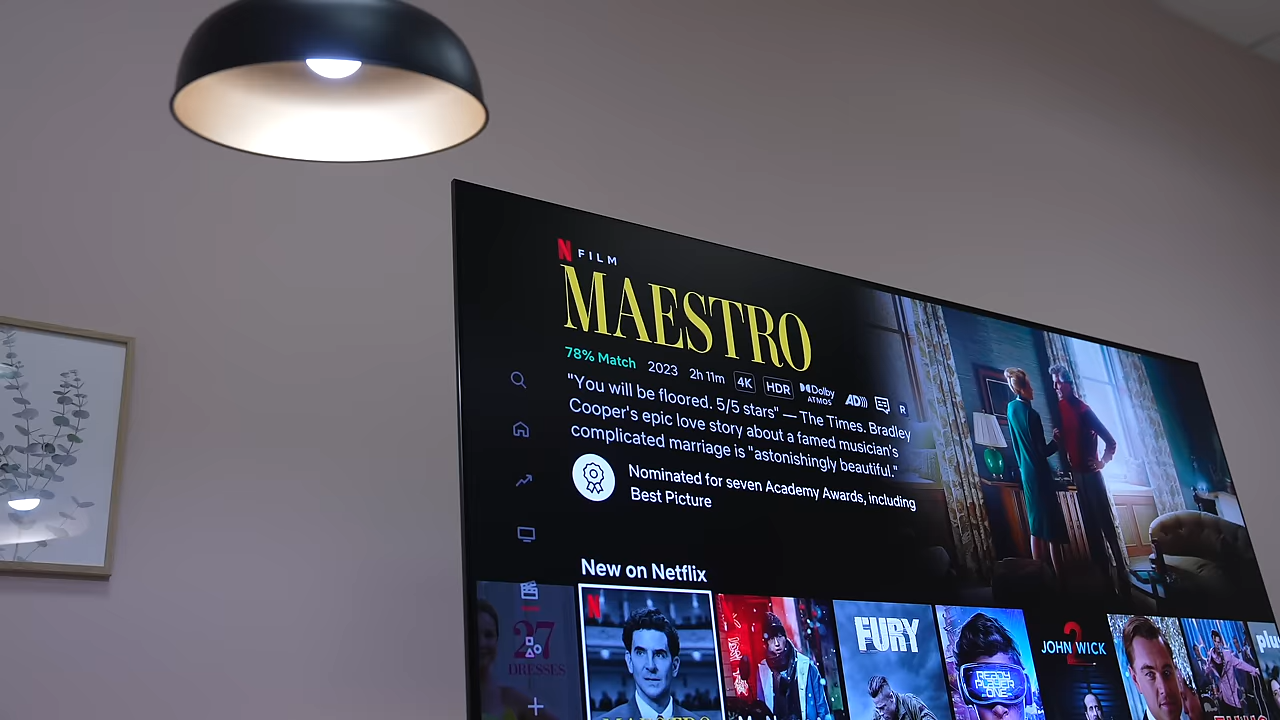 N FILM
MAESTRO
78% Match 2023 2h 11m 4K HDR Dolby ATMOS AD R
"You will be floored. 5/5 stars" — The Times. Bradley
Cooper's epic love story about a famed musician's
complicated marriage is "astonishingly beautiful."
Nominated for seven Academy Awards, including
Best Picture
New on Netflix
N
27
DRESSES
MAESTRO
FURY
READY
PLAYER
ONE
JOHN WICK
2